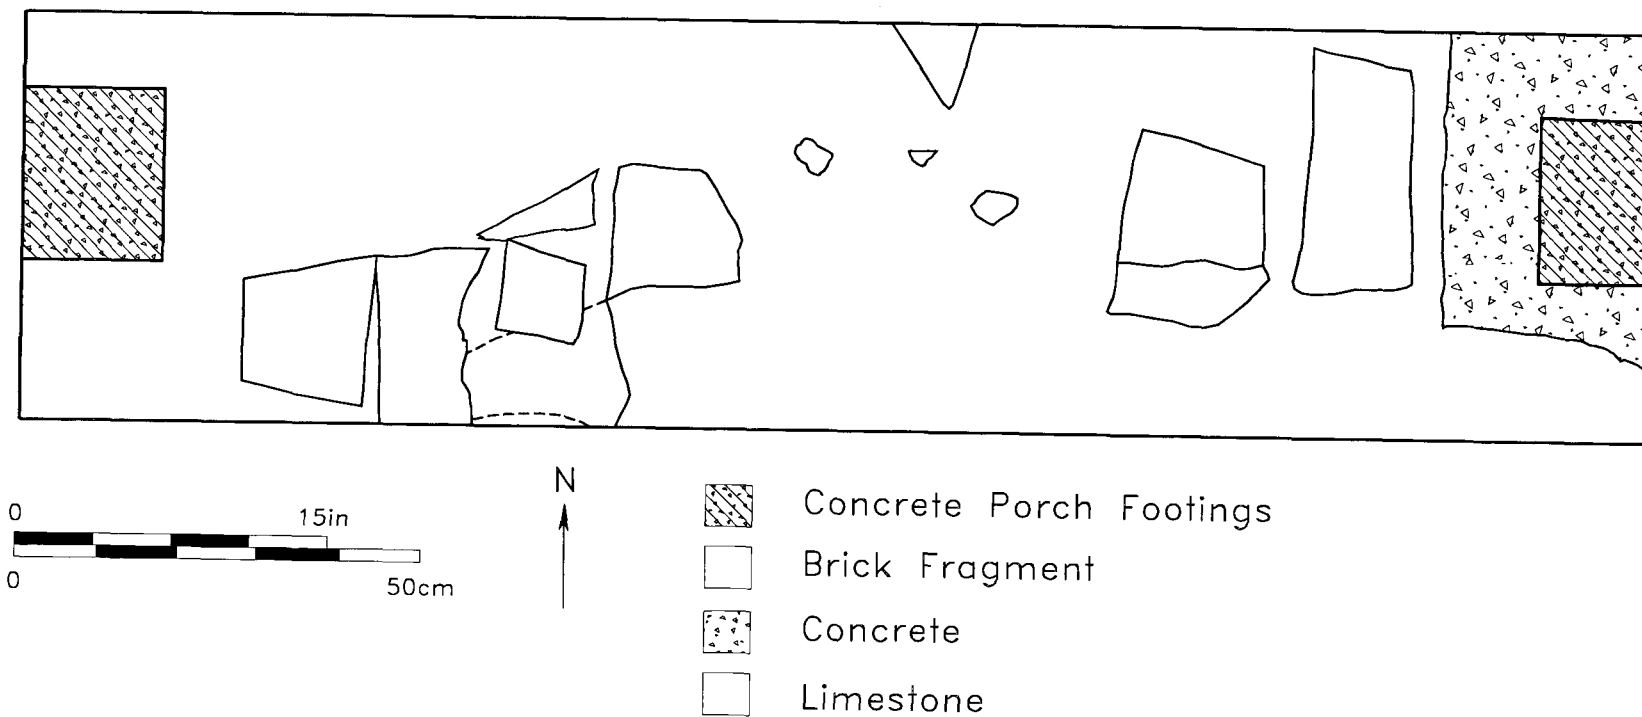 0 15in
0 50cm
N
Concrete Porch Footings
Brick Fragment
Concrete
Limestone